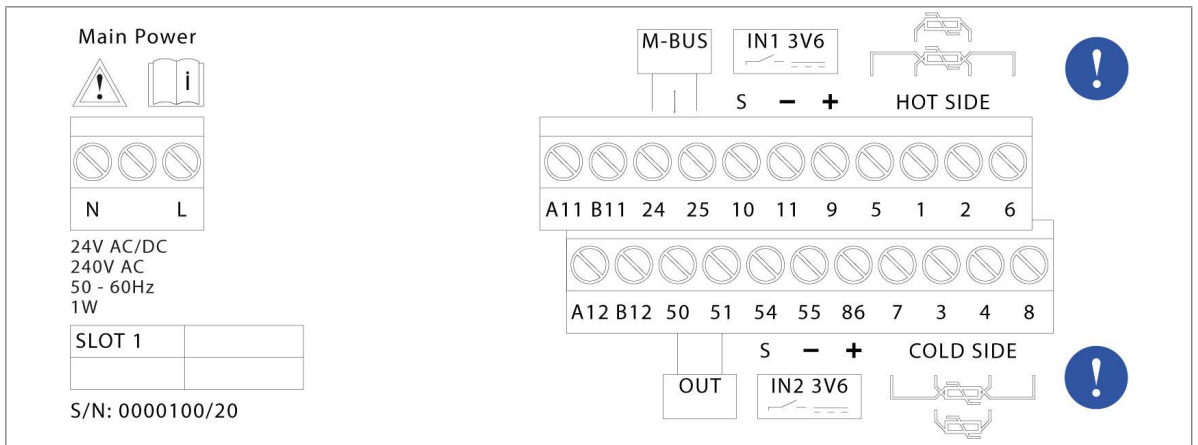 Main Power
i
N L
24V AC/DC
240V AC
50 - 60Hz
1W
SLOT 1
S/N: 0000100/20
M-BUS IN1 3V6
S − + HOT SIDE
A11 B11 24 25 10 11 9 5 1 2 6
A12 B12 50 51 54 55 86 7 3 4 8
S − + COLD SIDE
OUT IN2 3V6